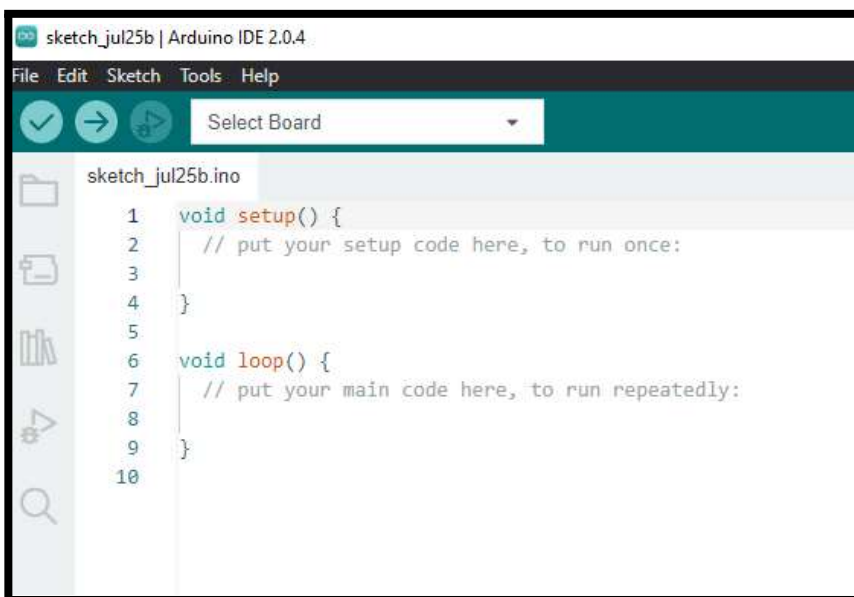 sketch_jul25b | Arduino IDE 2.0.4
File Edit Sketch Tools Help
Select Board
sketch_jul25b.ino
1 void setup() {
2 // put your setup code here, to run once:
3
4 }
5
6 void loop() {
7 // put your main code here, to run repeatedly:
8
9 }
10